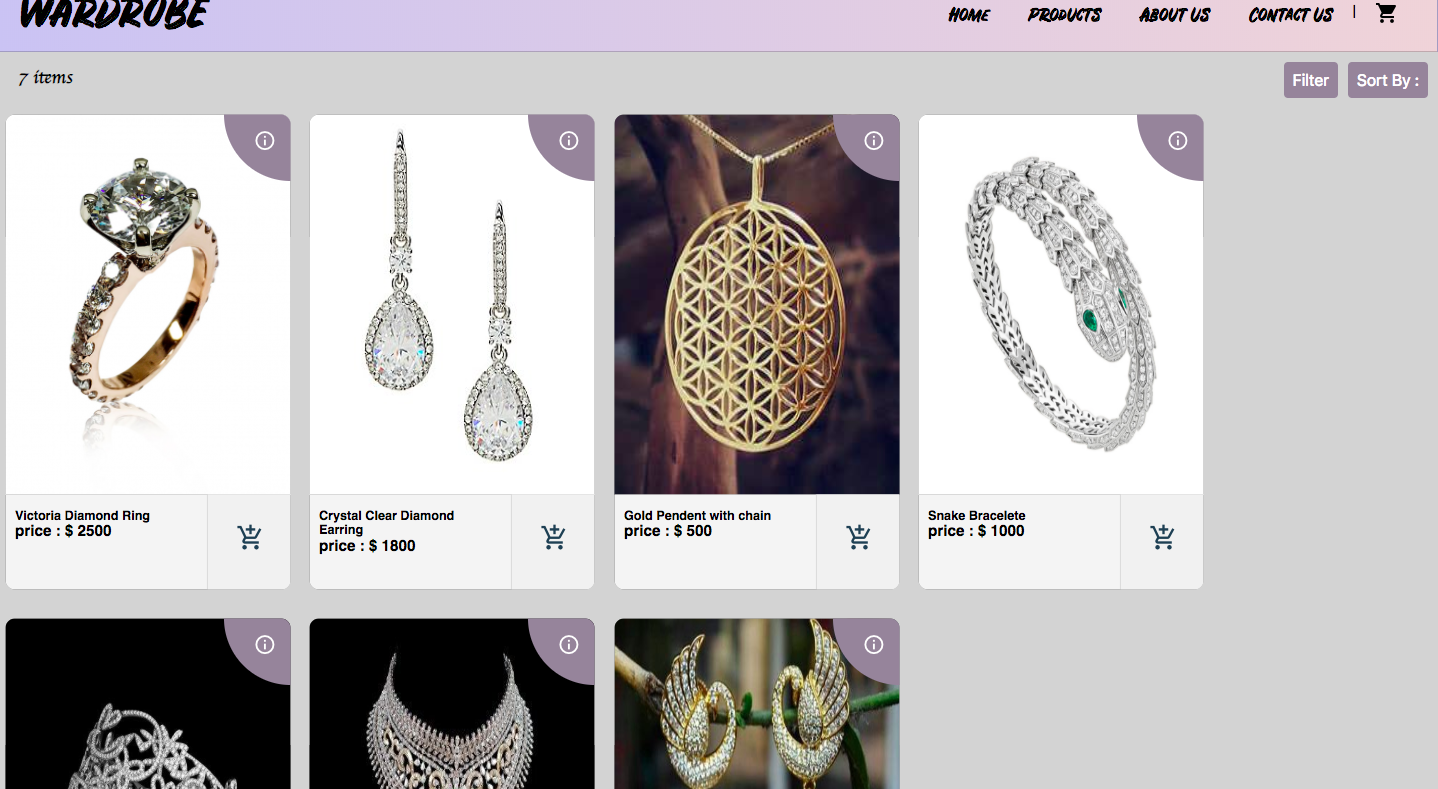 WARDROBE
HOME PRODUCTS ABOUT US CONTACT US |
7 items
Filter Sort By :
Victoria Diamond Ring
price : $ 2500
Crystal Clear Diamond
Earring
price : $ 1800
Gold Pendent with chain
price : $ 500
Snake Bracelete
price : $ 1000